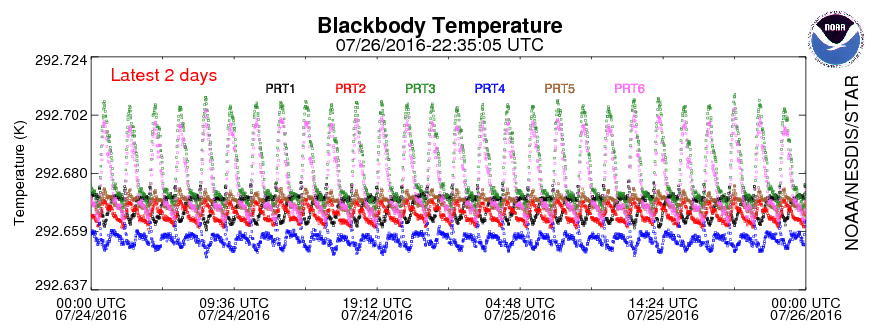 Blackbody Temperature
07/26/2016-22:35:05 UTC
NOAA
Latest 2 days
PRT1 PRT2 PRT3 PRT4 PRT5 PRT6
Temperature (K)
292.724
292.702
292.680
292.659
292.637
00:00 UTC 09:36 UTC 19:12 UTC 04:48 UTC 14:24 UTC 00:00 UTC
07/24/2016 07/24/2016 07/24/2016 07/25/2016 07/25/2016 07/26/2016
NOAA/NESDIS/STAR